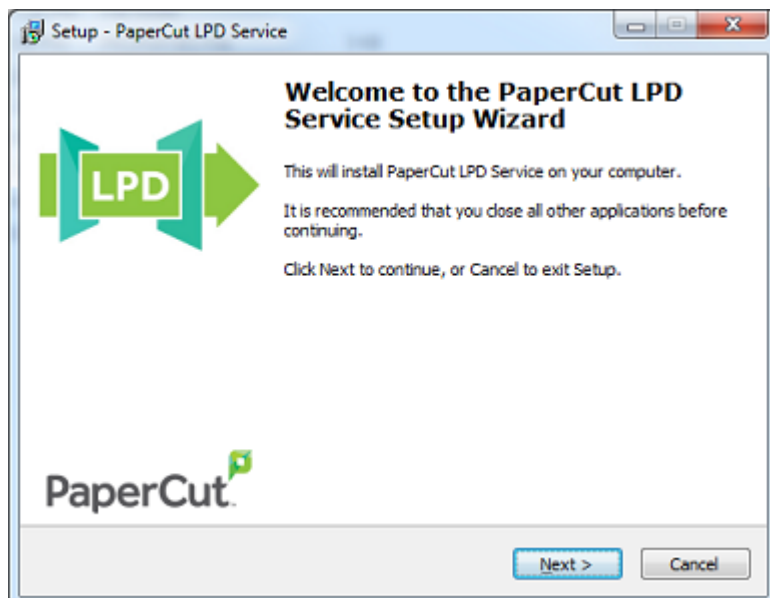 Setup - PaperCut LPD Service
Welcome to the PaperCut LPD
Service Setup Wizard
This will install PaperCut LPD Service on your computer.
It is recommended that you close all other applications before
continuing.
Click Next to continue, or Cancel to exit Setup.
LPD
PaperCut
Next >
Cancel